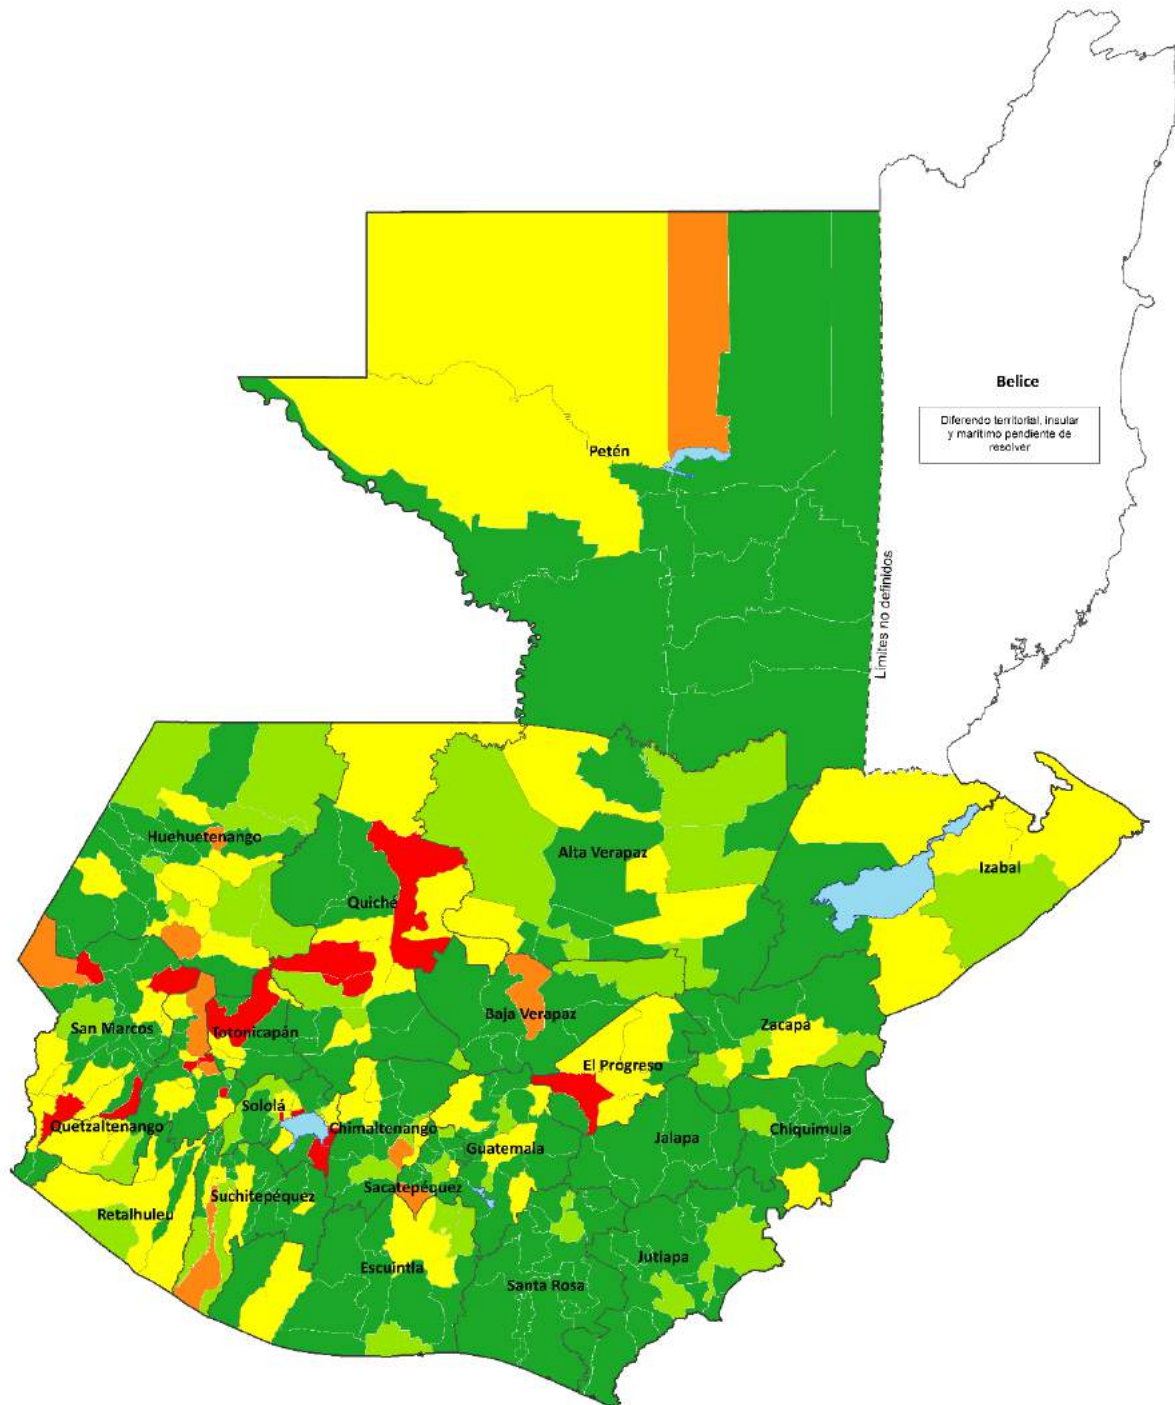 Belice
Diferendo territorial, insular
y marítimo pendiente de
resolver
Petén
Límites no definidos
Huehuetenango
Alta Verapaz
Izabal
Quiché
San Marcos
Totonicapán
Baja Verapaz
Zacapa
El Progreso
Sololá
Quetzaltenango
Chimaltenango
Guatemala
Jalapa
Chiquimula
Suchitepéquez
Sacatepéquez
Retalhuleu
Escuintla
Santa Rosa
Jutiapa